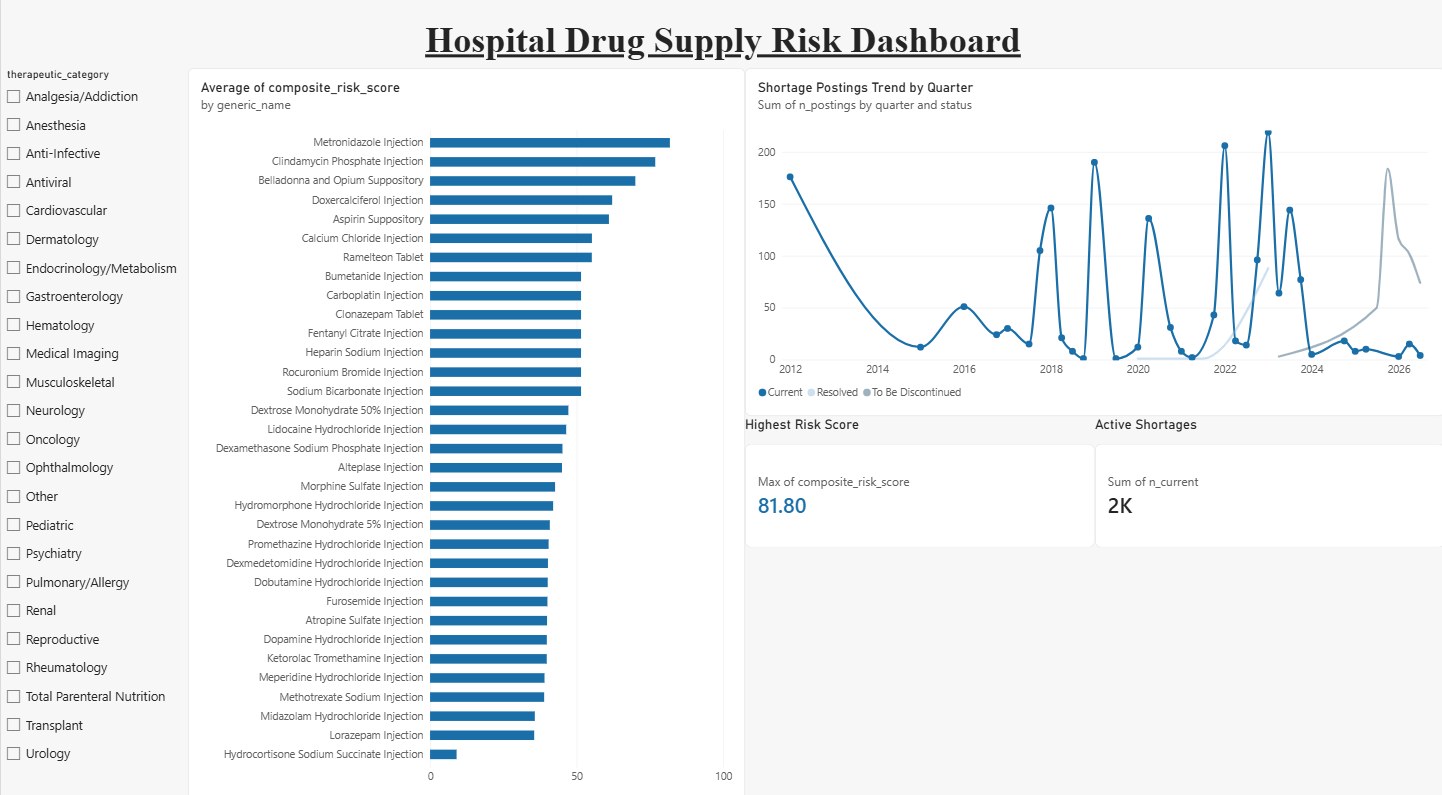 Hospital Drug Supply Risk Dashboard
therapeutic_category
Analgesia/Addiction
Anesthesia
Anti-Infective
Antiviral
Cardiovascular
Dermatology
Endocrinology/Metabolism
Gastroenterology
Hematology
Medical Imaging
Musculoskeletal
Neurology
Oncology
Ophthalmology
Other
Pediatric
Psychiatry
Pulmonary/Allergy
Renal
Reproductive
Rheumatology
Total Parenteral Nutrition
Transplant
Urology
Average of composite_risk_score
by generic_name
Metronidazole Injection
Clindamycin Phosphate Injection
Belladonna and Opium Suppository
Doxercalciferol Injection
Aspirin Suppository
Calcium Chloride Injection
Ramelteon Tablet
Bumetanide Injection
Carboplatin Injection
Clonazepam Tablet
Fentanyl Citrate Injection
Heparin Sodium Injection
Rocuronium Bromide Injection
Sodium Bicarbonate Injection
Dextrose Monohydrate 50% Injection
Lidocaine Hydrochloride Injection
Dexamethasone Sodium Phosphate Injection
Alteplase Injection
Morphine Sulfate Injection
Hydromorphone Hydrochloride Injection
Dextrose Monohydrate 5% Injection
Promethazine Hydrochloride Injection
Dexmedetomidine Hydrochloride Injection
Dobutamine Hydrochloride Injection
Furosemide Injection
Atropine Sulfate Injection
Dopamine Hydrochloride Injection
Ketorolac Tromethamine Injection
Meperidine Hydrochloride Injection
Methotrexate Sodium Injection
Midazolam Hydrochloride Injection
Lorazepam Injection
Hydrocortisone Sodium Succinate Injection
0 50 100
Shortage Postings Trend by Quarter
Sum of n_postings by quarter and status
200
150
100
50
0
2012 2014 2016 2018 2020 2022 2024 2026
Current Resolved To Be Discontinued
Highest Risk Score
Max of composite_risk_score
81.80
Active Shortages
Sum of n_current
2K